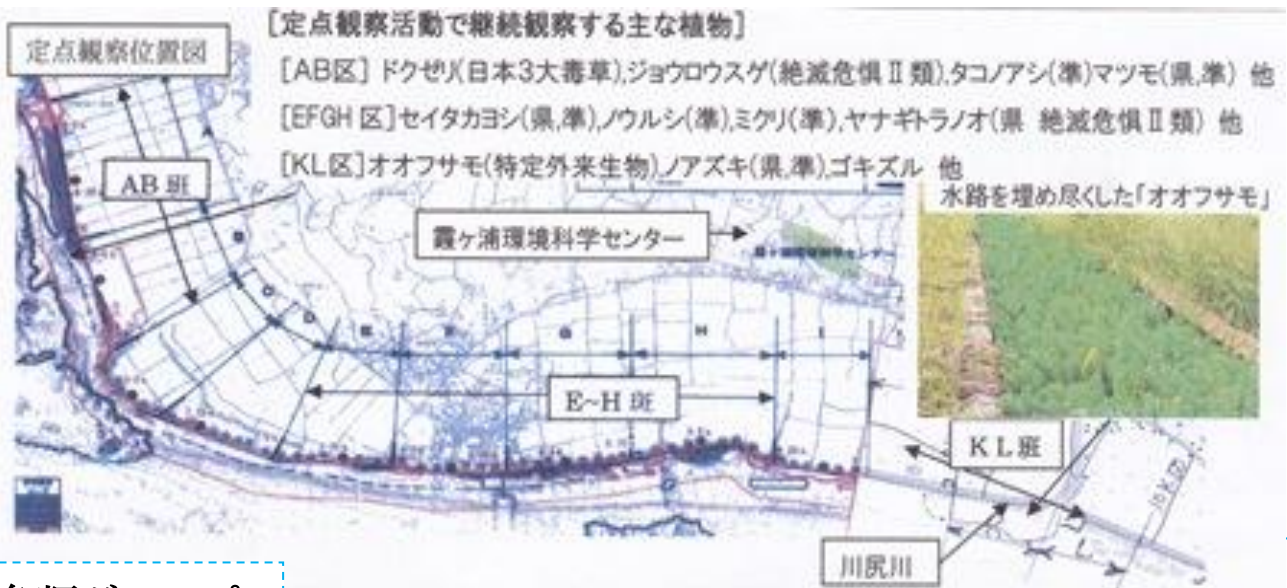 [定点観察活動で継続観察する主な植物]
定点観察位置図
[AB区] ドクゼリ(日本3大毒草),ジョウロウスゲ(絶滅危惧Ⅱ類),タコノアシ(準)マツモ(県,準) 他
[EFGH区]セイタカヨシ(県,準),ノウルシ(準),ミクリ(準),ヤナギトラノオ(県 絶滅危惧Ⅱ類) 他
[KL区]オオフサモ(特定外来生物)ノアズキ(県,準),ゴキズル 他
水路を埋め尽くした「オオフサモ」
AB 班
霞ヶ浦環境科学センター
A
B
C
D
E
F
G
H
I
E~H 班
KL班
L
川尻川